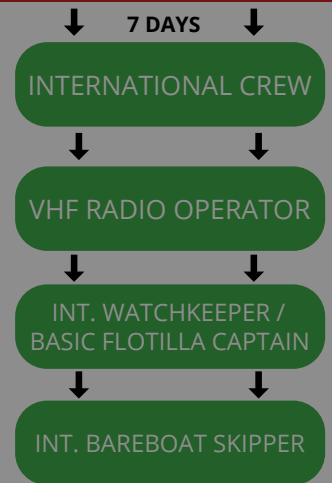 7 DAYS
INTERNATIONAL CREW
VHF RADIO OPERATOR
INT. WATCHKEEPER /
BASIC FLOTILLA CAPTAIN
INT. BAREBOAT SKIPPER